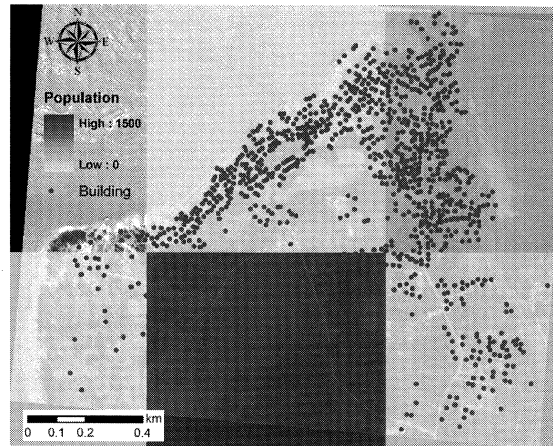 N
W E
S
Population
High : 1500
Low : 0
Building
km
0 0.1 0.2 0.4